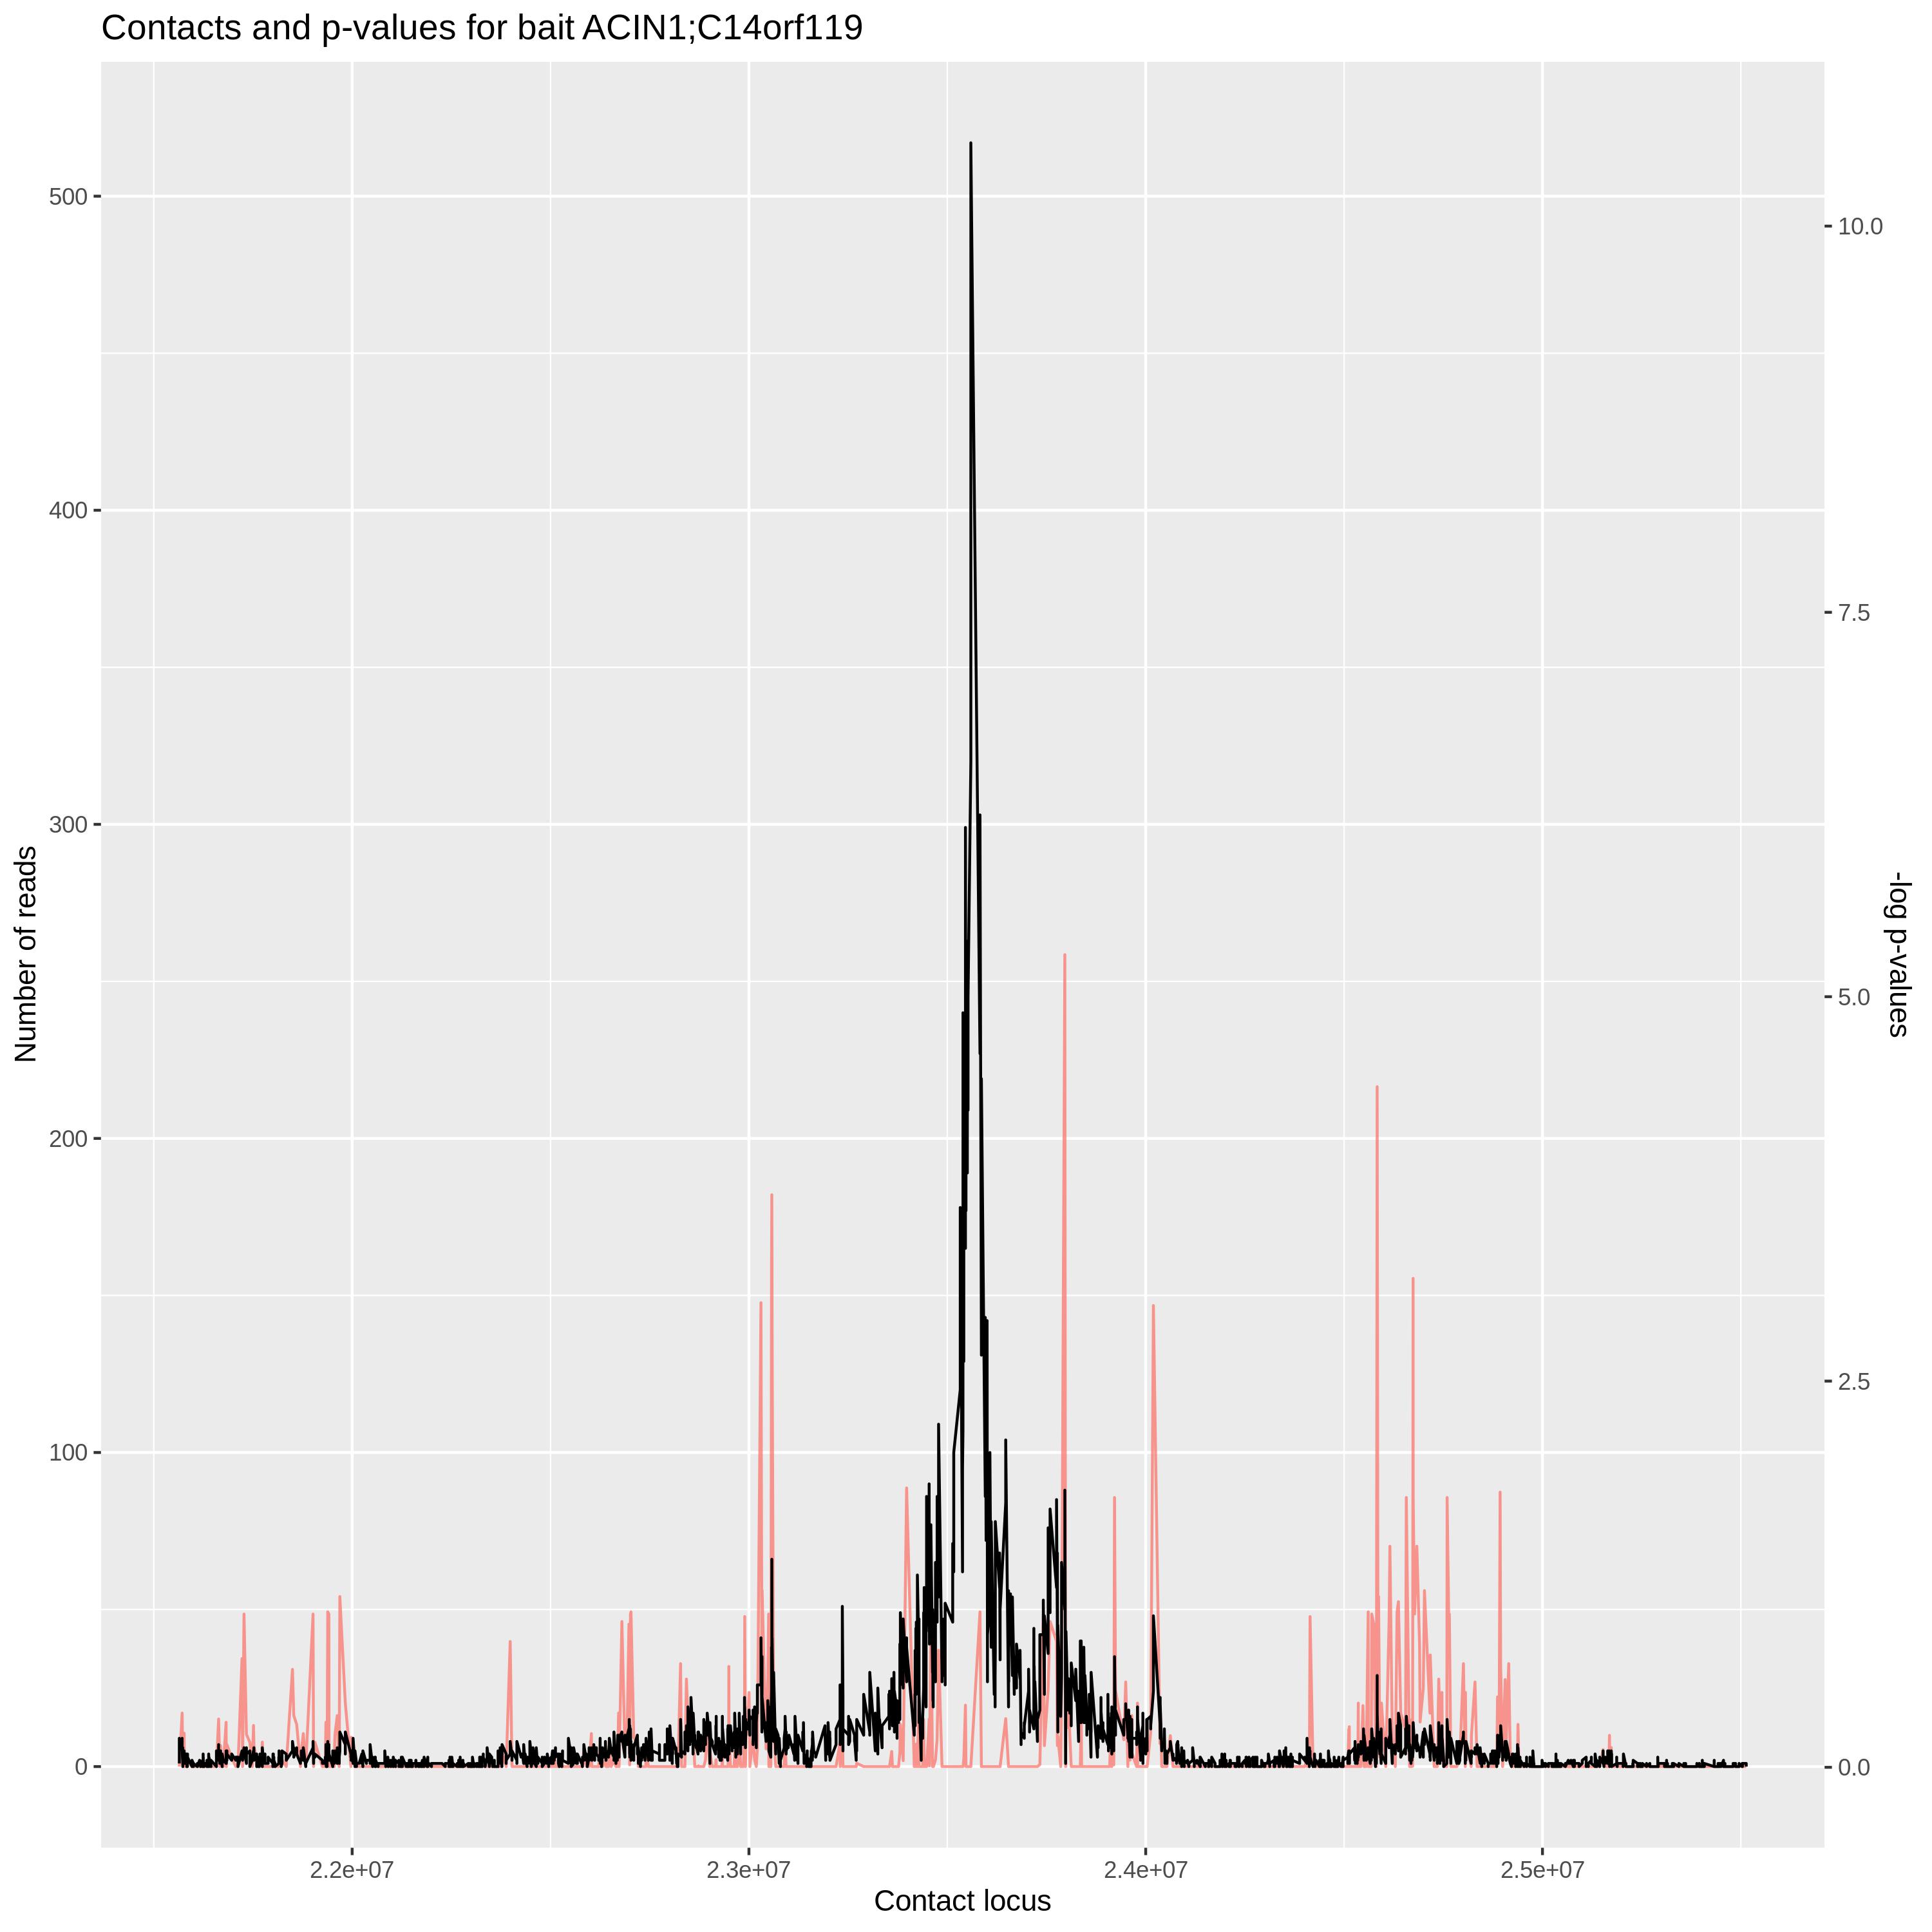 Contacts and p-values for bait ACIN1;C14orf119
500
400
300
200
100
0
Number of reads
10.0
7.5
5.0
2.5
0.0
-log p-values
2.2e+07 2.3e+07 2.4e+07 2.5e+07
Contact locus